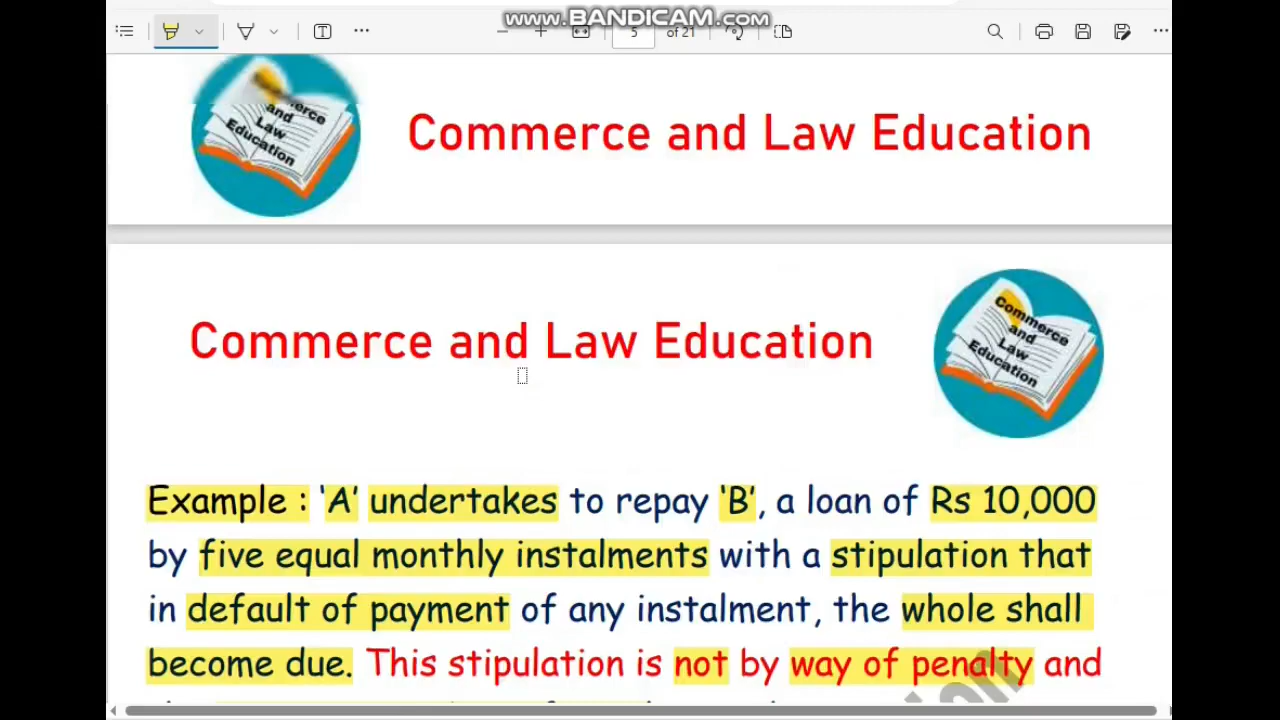 www.BANDICAM.com
5 of 21
and
Law
Education
Commerce and Law Education
Commerce and Law Education
Commerce
and
Law
Education
Example : 'A' undertakes to repay 'B', a loan of Rs 10,000
by five equal monthly instalments with a stipulation that
in default of payment of any instalment, the whole shall
become due. This stipulation is not by way of penalty and